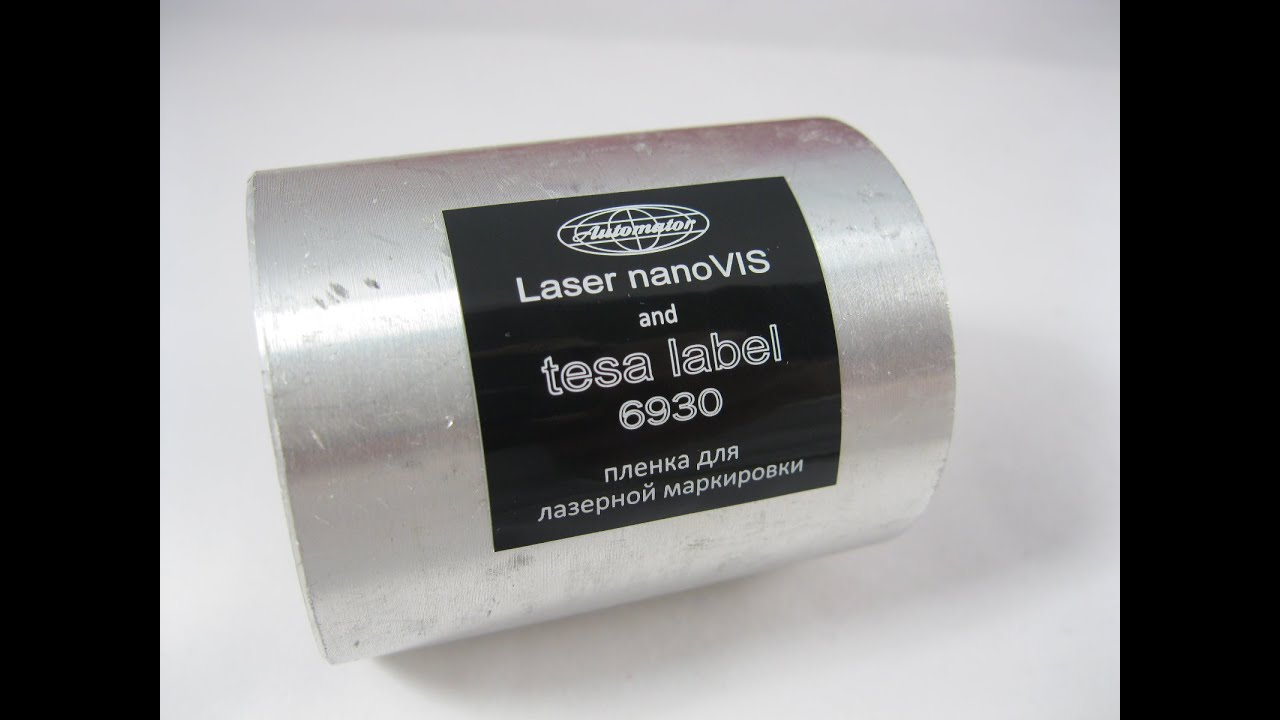 Automator
Laser nanoVIS
and
tesa label
6930
пленка для
лазерной маркировки